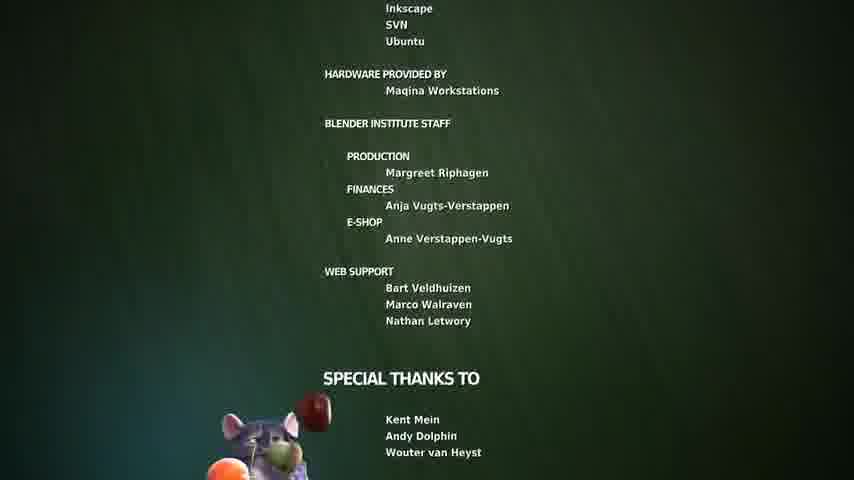 Inkscape
SVN
Ubuntu
HARDWARE PROVIDED BY
Maqina Workstations
BLENDER INSTITUTE STAFF
PRODUCTION
Margreet Riphagen
FINANCES
Anja Vugts-Verstappen
E-SHOP
Anne Verstappen-Vugts
WEB SUPPORT
Bart Veldhuizen
Marco Walraven
Nathan Letwory
SPECIAL THANKS TO
Kent Mein
Andy Dolphin
Wouter van Heyst